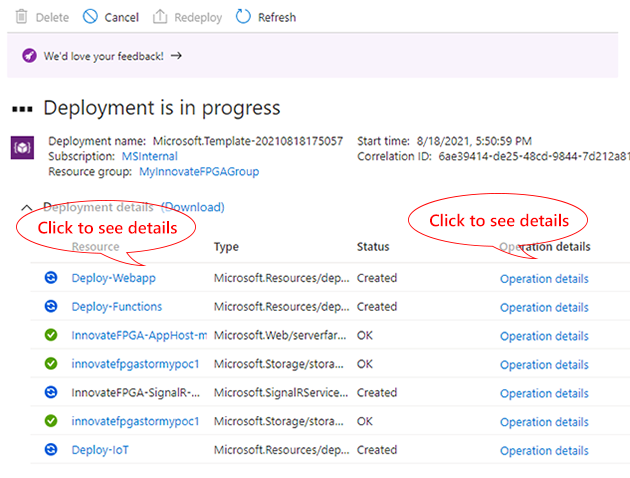 Delete Cancel Redeploy Refresh
We'd love your feedback! →
Deployment is in progress
Deployment name: Microsoft.Template-20210818175057 Start time: 8/18/2021, 5:50:59 PM
Subscription: MSInternal Correlation ID: 6ae39414-de25-48cd-9844-7d212a81
Resource group: MyInnovateFPGAGroup
Deployment details (Download)
Click to see details
Click to see details
Resource Type Status Operation details
Deploy-Webapp Microsoft.Resources/dep... Created Operation details
Deploy-Functions Microsoft.Resources/dep... Created Operation details
InnovateFPGA-AppHost-m Microsoft.Web/serverfar... OK Operation details
innovatefpgastormypoc1 Microsoft.Storage/stora... OK Operation details
InnovateFPGA-SignalR-... Microsoft.SignalRService... Created Operation details
innovatefpgastormypoc1 Microsoft.Storage/stora... OK Operation details
Deploy-IoT Microsoft.Resources/dep... Created Operation details